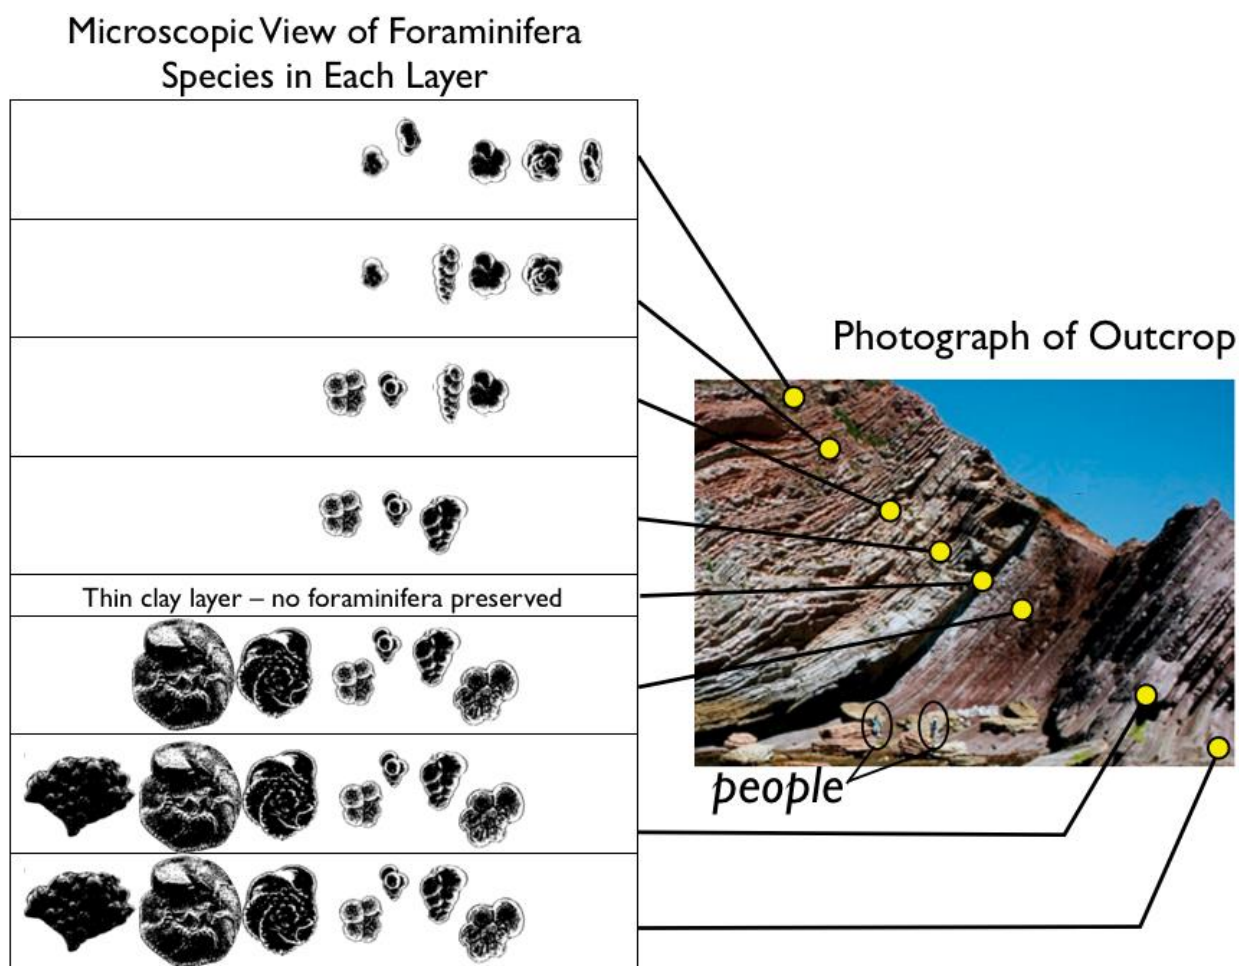 Microscopic View of Foraminifera
Species in Each Layer
Photograph of Outcrop
Thin clay layer – no foraminifera preserved
people